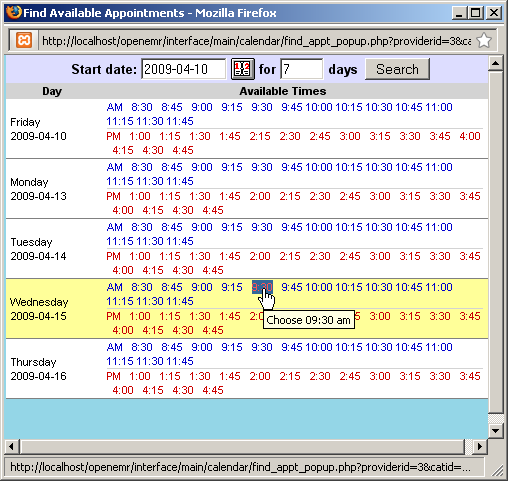 Find Available Appointments - Mozilla Firefox
http://localhost/openemr/interface/main/calendar/find_appt_popup.php?providerid=3&ca
Start date: 2009-04-10 for 7 days Search
Day Available Times
AM 8:30 8:45 9:00 9:15 9:30 9:45 10:00 10:15 10:30 10:45 11:00
Friday 11:15 11:30 11:45
2009-04-10 PM 1:00 1:15 1:30 1:45 2:15 2:30 2:45 3:00 3:15 3:30 3:45 4:00
4:15 4:30 4:45
AM 8:30 8:45 9:00 9:15 9:30 9:45 10:00 10:15 10:30 10:45 11:00
Monday 11:15 11:30 11:45
2009-04-13 PM 1:00 1:15 1:30 1:45 2:00 2:15 2:30 2:45 3:00 3:15 3:30 3:45
4:00 4:15 4:30 4:45
AM 8:30 8:45 9:00 9:15 9:30 9:45 10:00 10:15 10:30 10:45 11:00
Tuesday 11:15 11:30 11:45
2009-04-14 PM 1:00 1:15 1:30 1:45 2:00 2:15 2:30 2:45 3:00 3:15 3:30 3:45
4:00 4:15 4:30 4:45
AM 8:30 8:45 9:00 9:15 9:30 9:45 10:00 10:15 10:30 10:45 11:00
Wednesday 11:15 11:30 11:45
2009-04-15 PM 1:00 1:15 1:30 1:45 3:00 3:15 3:30 3:45
Choose 09:30 am
4:00 4:15 4:30 4:45
AM 8:30 8:45 9:00 9:15 9:30 9:45 10:00 10:15 10:30 10:45 11:00
Thursday 11:15 11:30 11:45
2009-04-16 PM 1:00 1:15 1:30 1:45 2:00 2:15 2:30 2:45 3:00 3:15 3:30 3:45
4:00 4:15 4:30 4:45
http://localhost/openemr/interface/main/calendar/find_appt_popup.php?providerid=3&catid=...